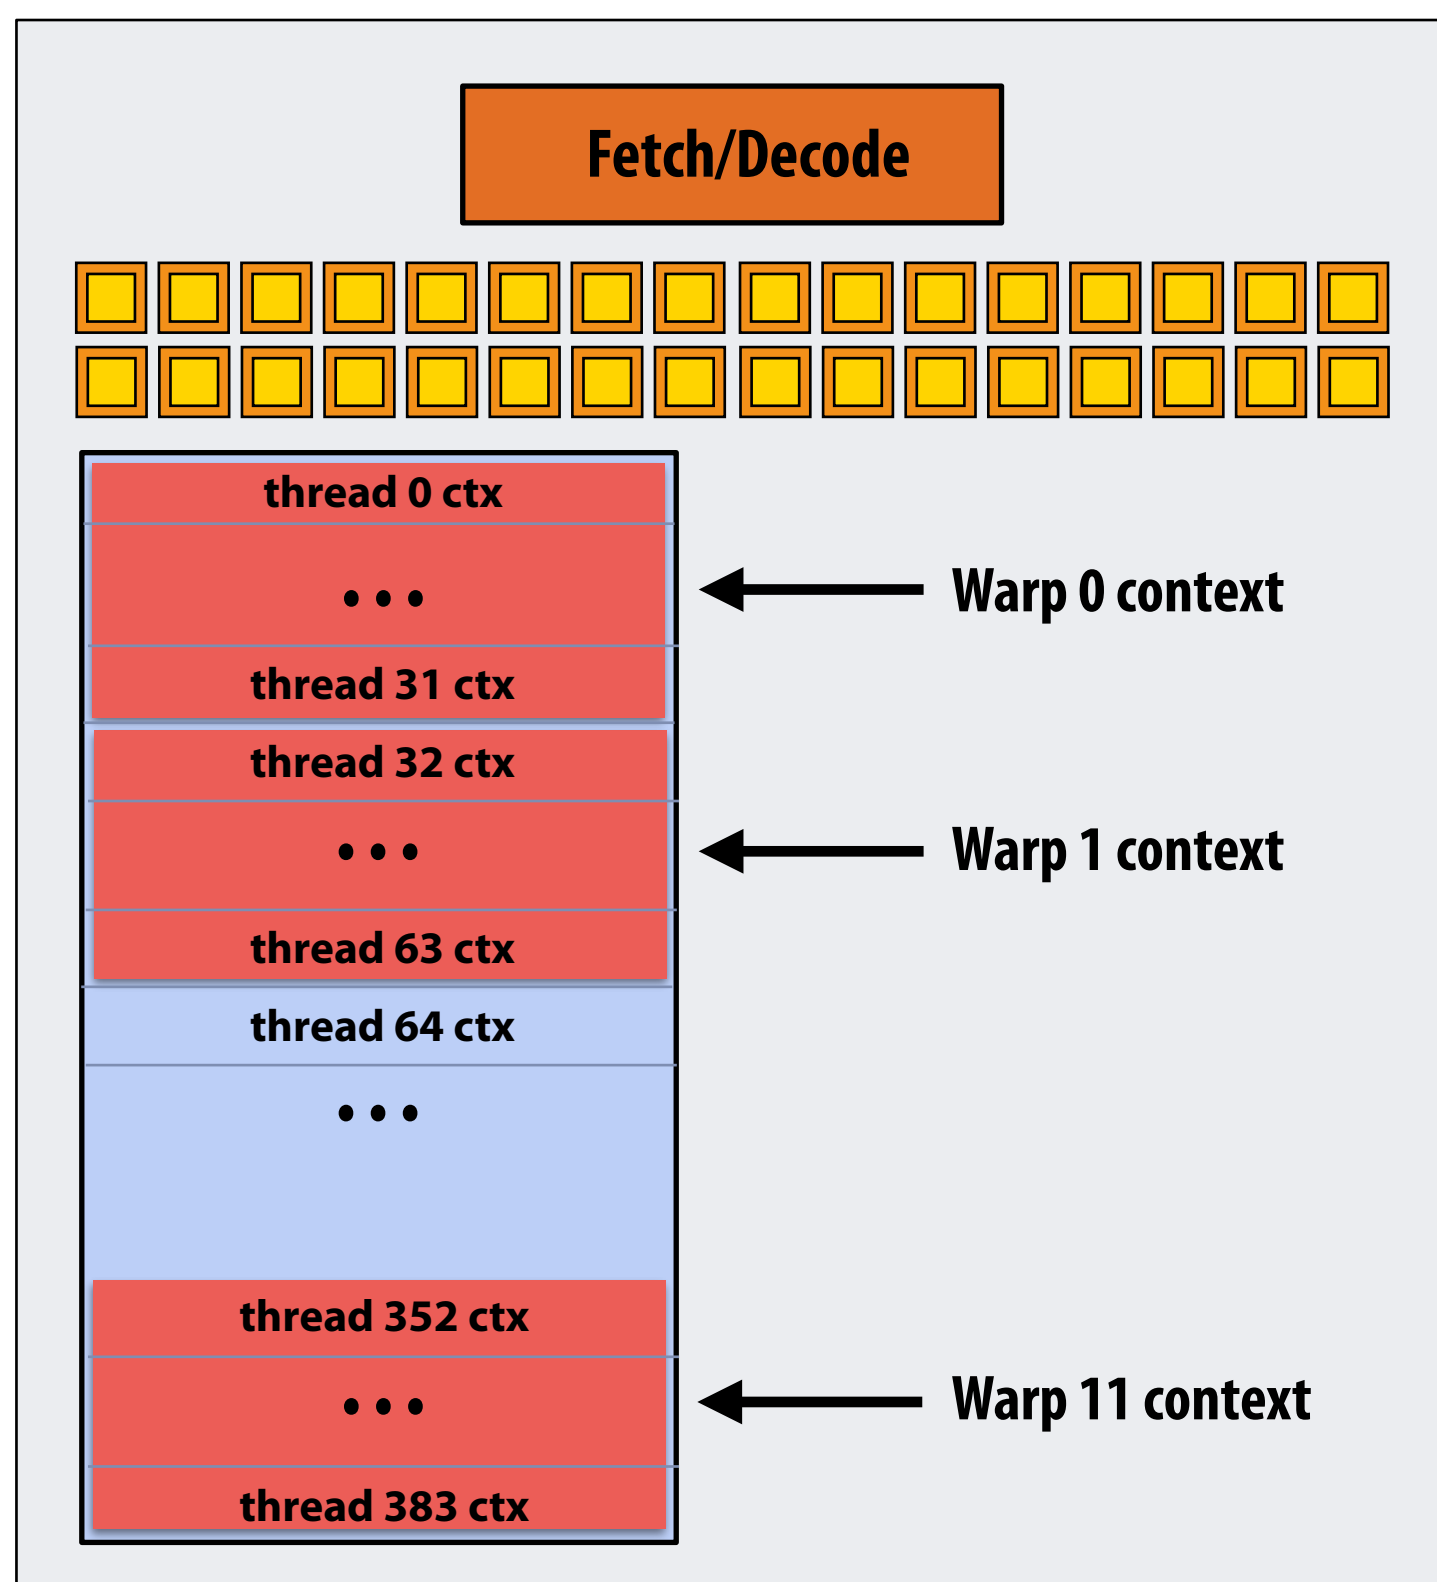 Fetch/Decode
thread 0 ctx
...
thread 31 ctx
Warp 0 context
thread 32 ctx
...
thread 63 ctx
Warp 1 context
thread 64 ctx
...
thread 352 ctx
...
thread 383 ctx
Warp 11 context